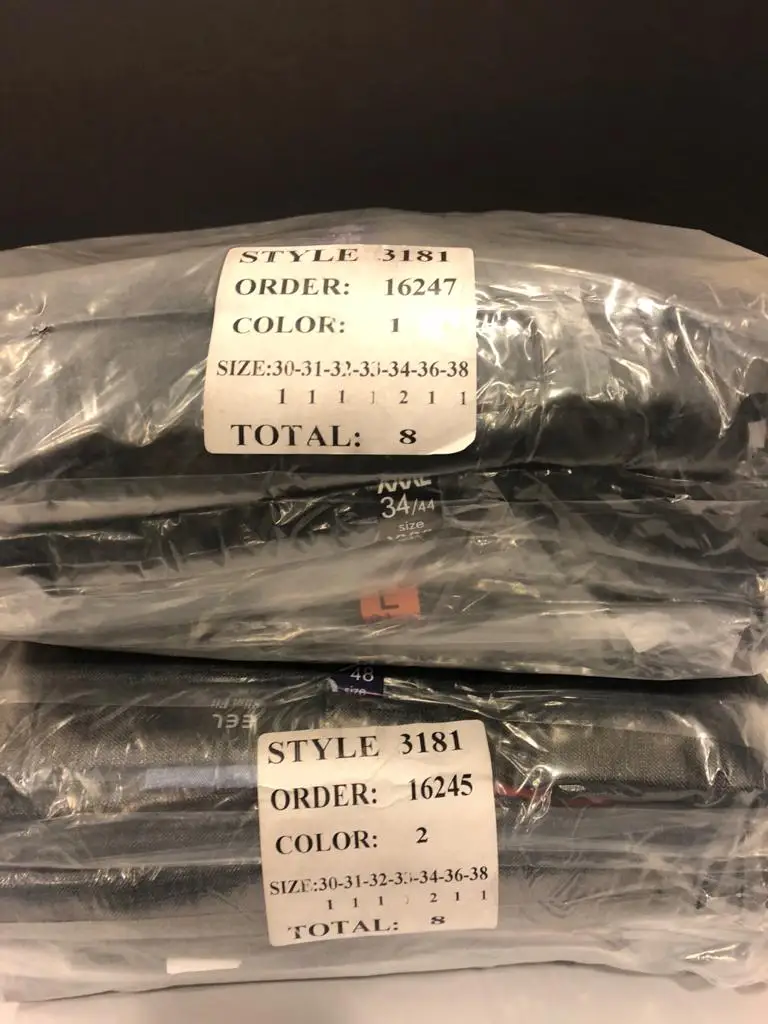 STYLE 3181
ORDER: 16247
COLOR: 1
SIZE:30-31-32-33-34-36-38
1 1 1 1 2 1 1
TOTAL: 8
XXXL
34/44
size
L
48
size
STYLE 3181
ORDER: 16245
COLOR: 2
SIZE:30-31-32-33-34-36-38
1 1 1 1 2 1 1
TOTAL: 8